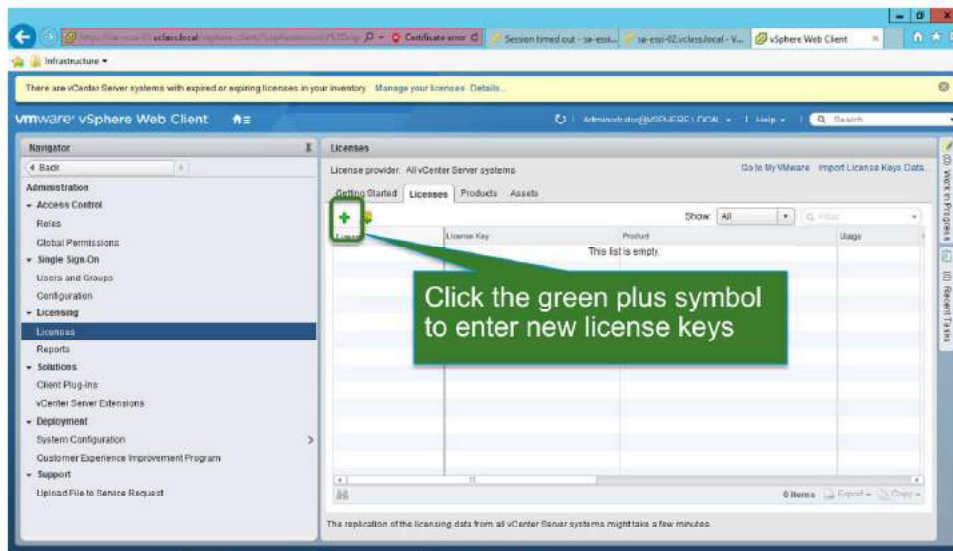 vclass.local
Certificate error
Session timed out - sa-esxi...
sa-esxi-02.vclass.local - V...
vSphere Web Client
Infrastructure
There are vCenter Server systems with expired or expiring licenses in your inventory. Manage your licenses Details...
vmware® vSphere Web Client
Administrator@VSPHERE.LOCAL
Help
Search
Navigator
Back
Administration
Access Control
Roles
Global Permissions
Single Sign-On
Users and Groups
Configuration
Licensing
Licenses
Reports
Solutions
Client Plug-Ins
vCenter Server Extensions
Deployment
System Configuration
Customer Experience Improvement Program
Support
Upload File to Service Request
Licenses
License provider: All vCenter Server systems
Go to My VMware Import License Keys Data...
Getting Started Licenses Products Assets
Show: All
Filter
License
License Key
Product
Usage
This list is empty.
Click the green plus symbol
to enter new license keys
0 items Export Copy
The replication of the licensing data from all vCenter Server systems might take a few minutes.
Work in Progress
Recent Tasks